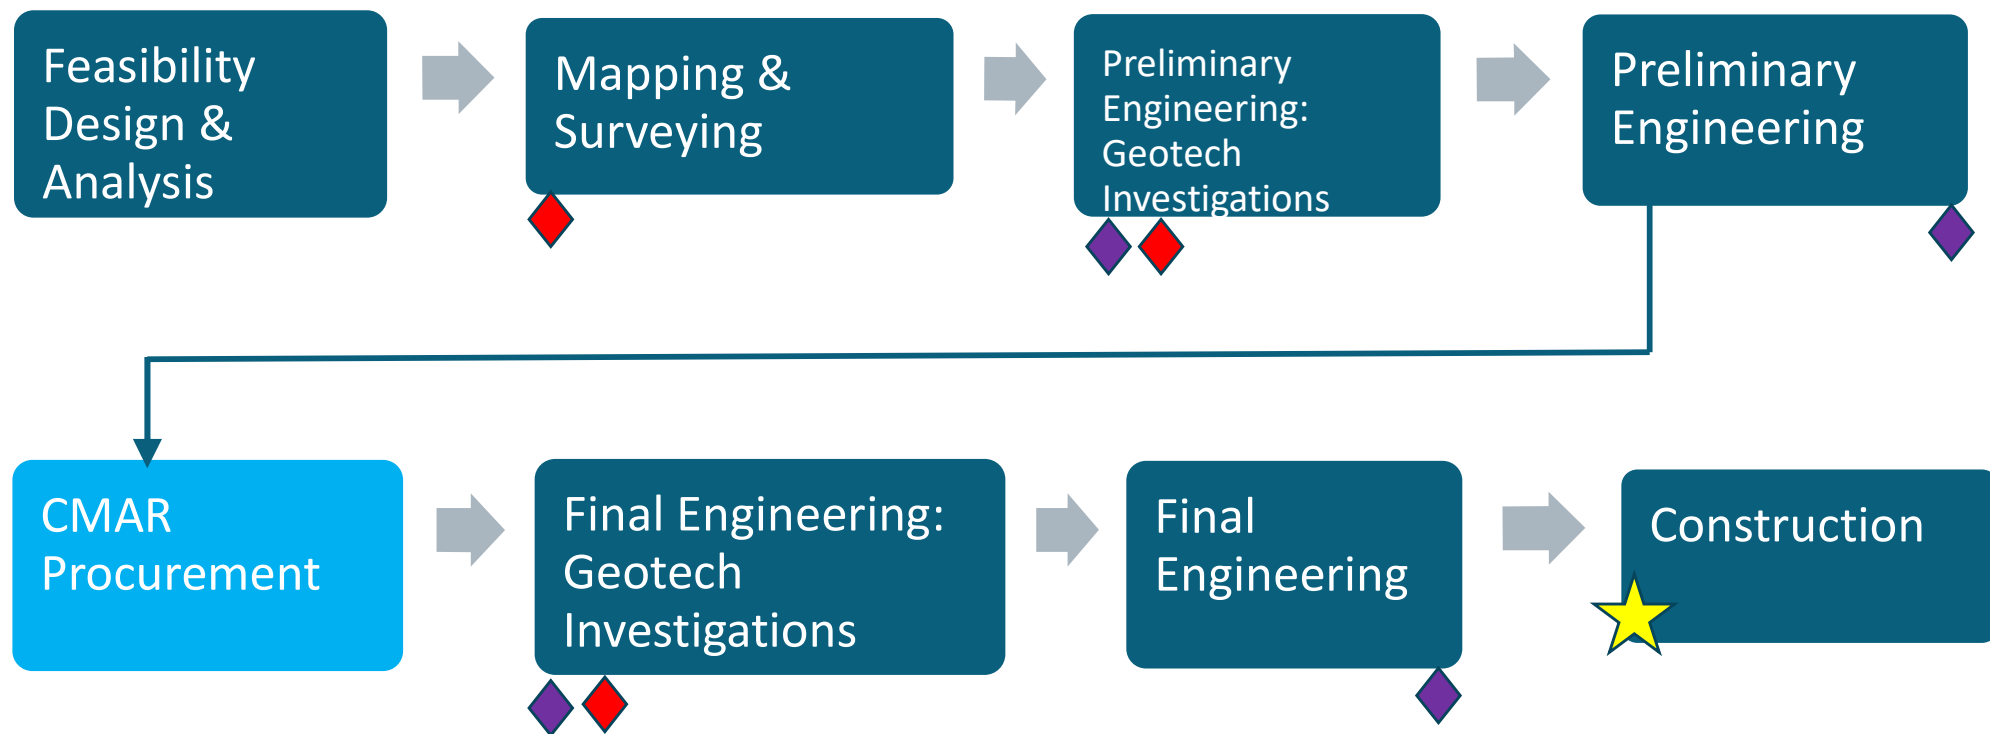 Feasibility
Design &
Analysis
Mapping &
Surveying
Preliminary
Engineering:
Geotech
Investigations
Preliminary
Engineering
CMAR
Procurement
Final Engineering:
Geotech
Investigations
Final
Engineering
Construction